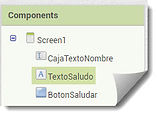 Components
Screen1
CajaTextoNombre
A TextoSaludo
BotonSaludar